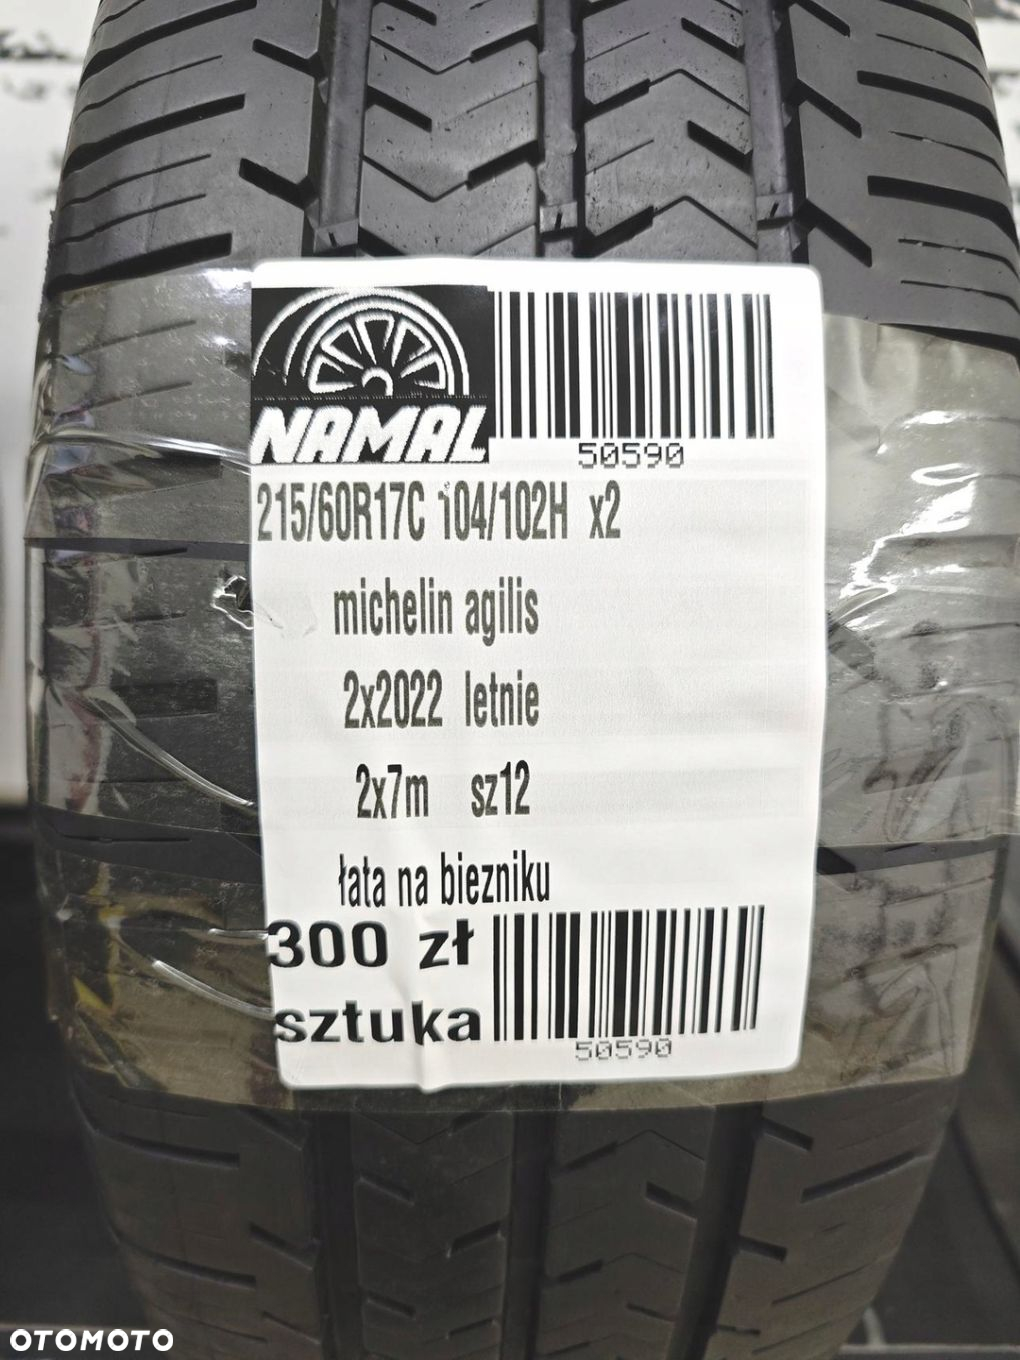 NAMAL
50590
215/60R17C 104/102H x2
michelin agilis
2x2022 letnie
2x7m sz12
łata na biezniku
300 zł
sztuka
50590
OTOMOTO